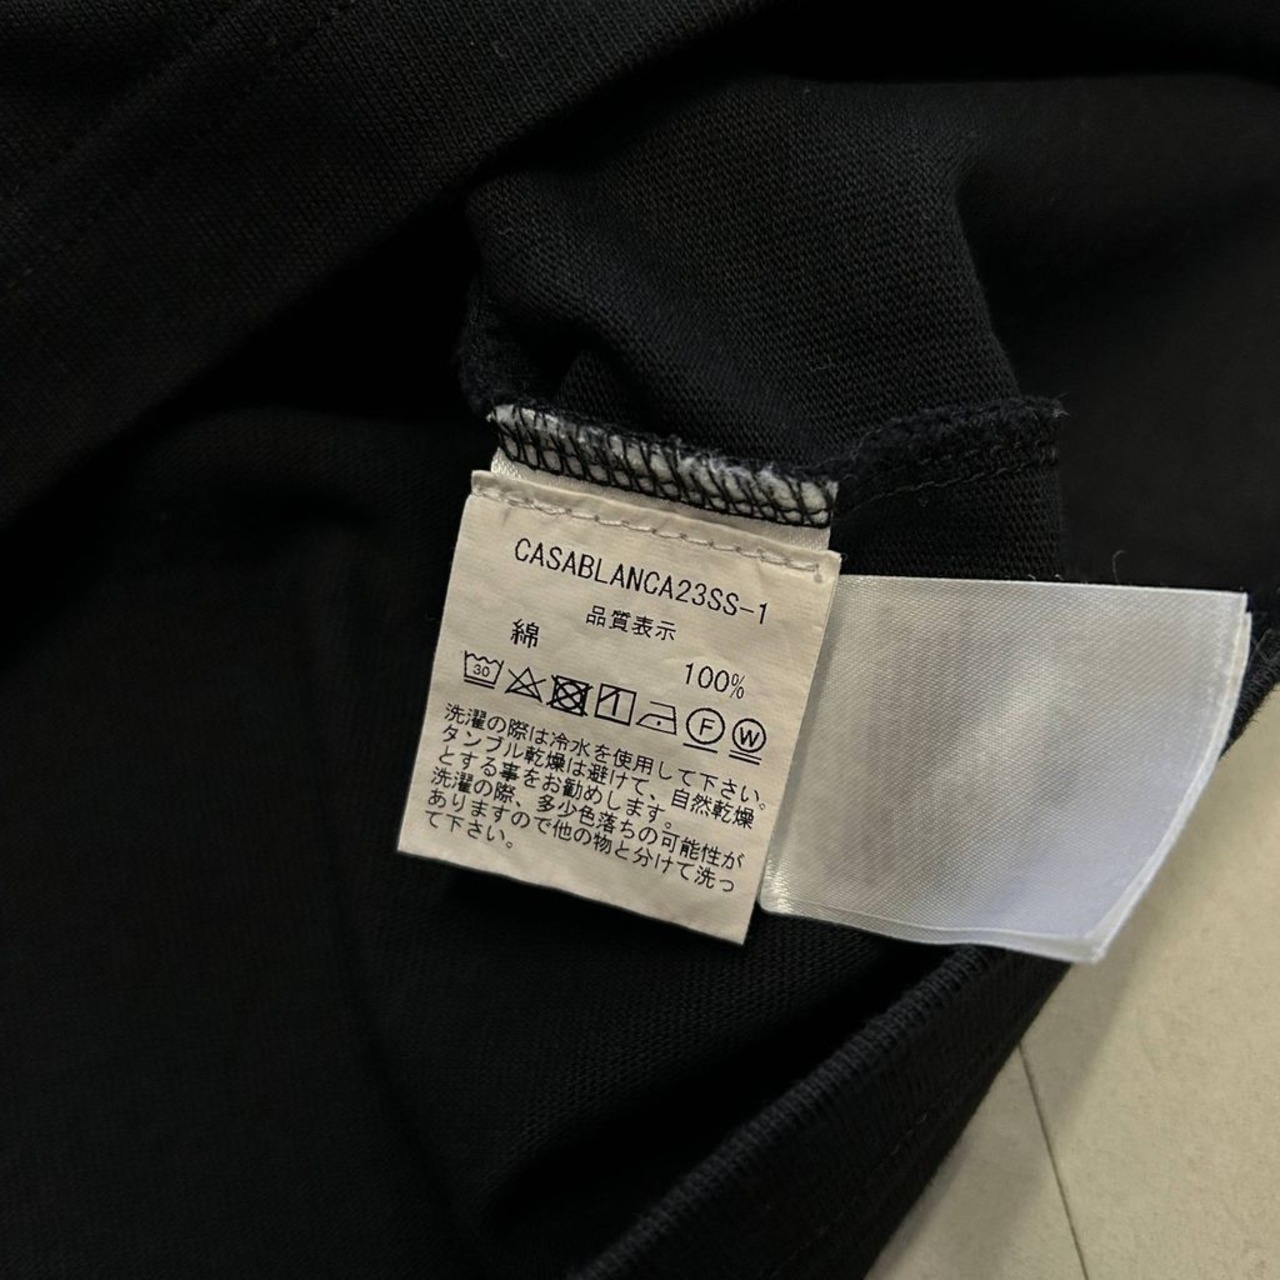 CASABLANCA23SS-1
品質表示
綿 100%
30 1 F W
洗濯の際は冷水を使用して下さい。
タンブル乾燥は避けて、自然乾燥
とする事をお勧めします。
洗濯の際、多少色落ちの可能性が
ありますので他の物と分けて洗っ
て下さい。